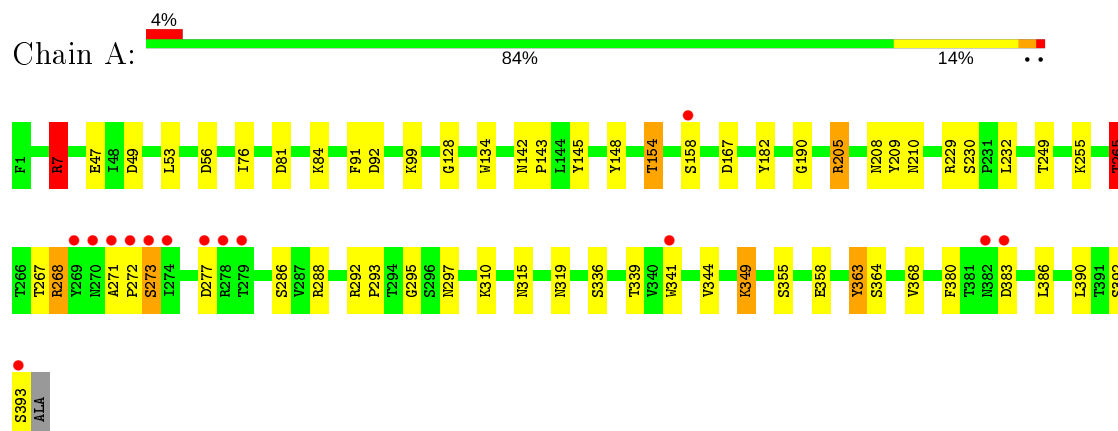 4%
Chain A:
84% 14% • •
F1 R7 E47 I48 D49 L53 D56 I76 D81 K84 F91 D92 K99 G128 W134 N142 P143 L144 Y145 Y148 T154 S158 D167 Y182 G190 R205 N208 Y209 N210 R229 S230 P231 L232 T249 K255 T265
T266 T267 R268 Y269 N270 A271 P272 S273 I274 D277 R278 T279 S286 V287 R288 R292 P293 T294 G295 S296 N297 K310 N315 N319 S336 T339 V340 W341 V344 K349 S355 E358 Y363 S364 V368 F380 T381 N382 D383 L386 L390 T391 S392
S393 ALA